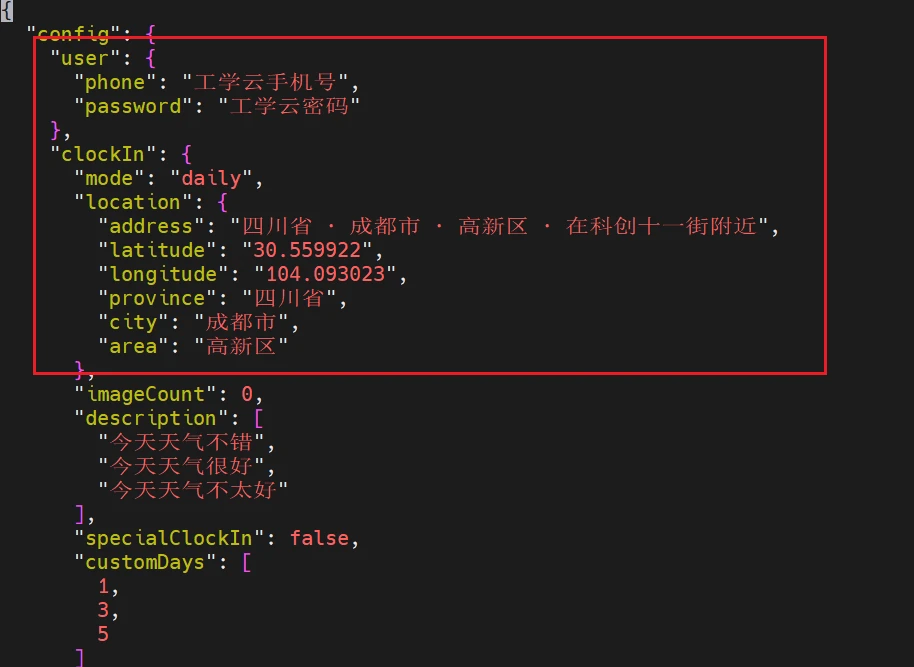 {
  "config": {
    "user": {
      "phone": "工学云手机号",
      "password": "工学云密码"
    },
    "clockIn": {
      "mode": "daily",
      "location": {
        "address": "四川省 · 成都市 · 高新区 · 在科创十一街附近",
        "latitude": "30.559922",
        "longitude": "104.093023",
        "province": "四川省",
        "city": "成都市",
        "area": "高新区"
      },
      "imageCount": 0,
      "description": [
        "今天天气不错",
        "今天天气很好",
        "今天天气不太好"
      ],
      "specialClockIn": false,
      "customDays": [
        1,
        3,
        5
      ]